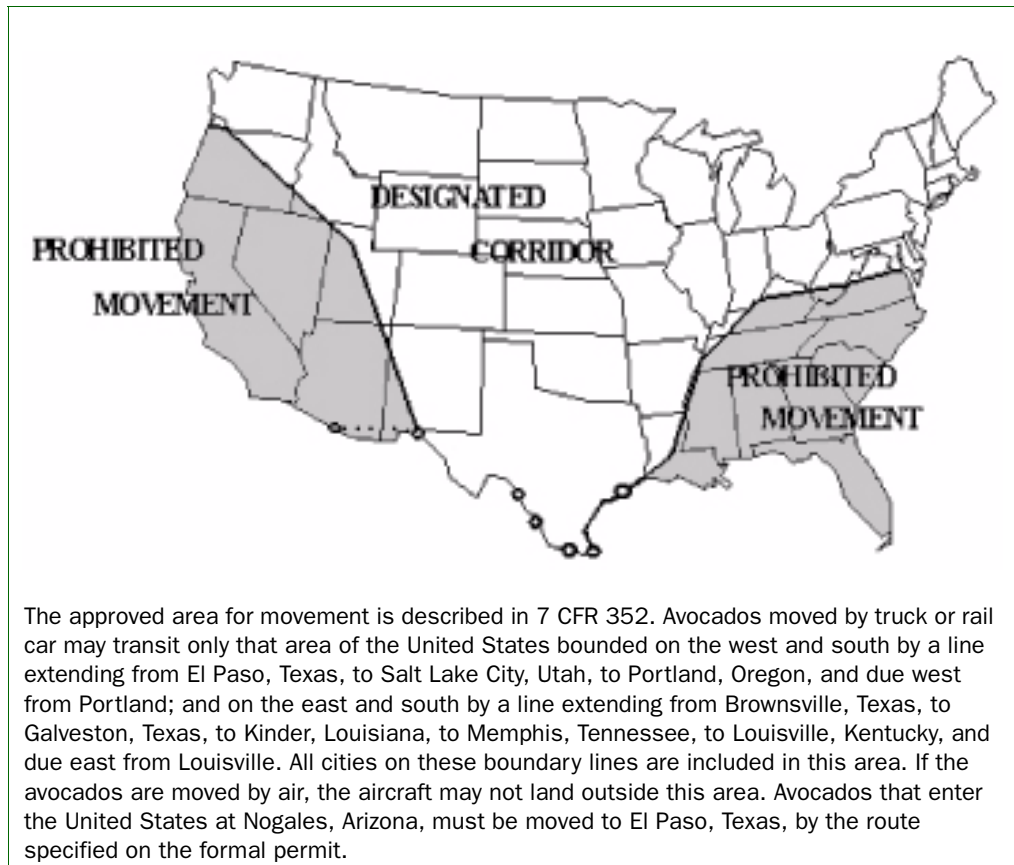 DESIGNATED
CORRIDOR
PROHIBITED
MOVEMENT
PROHIBITED
MOVEMENT
The approved area for movement is described in 7 CFR 352. Avocados moved by truck or rail
car may transit only that area of the United States bounded on the west and south by a line
extending from El Paso, Texas, to Salt Lake City, Utah, to Portland, Oregon, and due west
from Portland; and on the east and south by a line extending from Brownsville, Texas, to
Galveston, Texas, to Kinder, Louisiana, to Memphis, Tennessee, to Louisville, Kentucky, and
due east from Louisville. All cities on these boundary lines are included in this area. If the
avocados are moved by air, the aircraft may not land outside this area. Avocados that enter
the United States at Nogales, Arizona, must be moved to El Paso, Texas, by the route
specified on the formal permit.